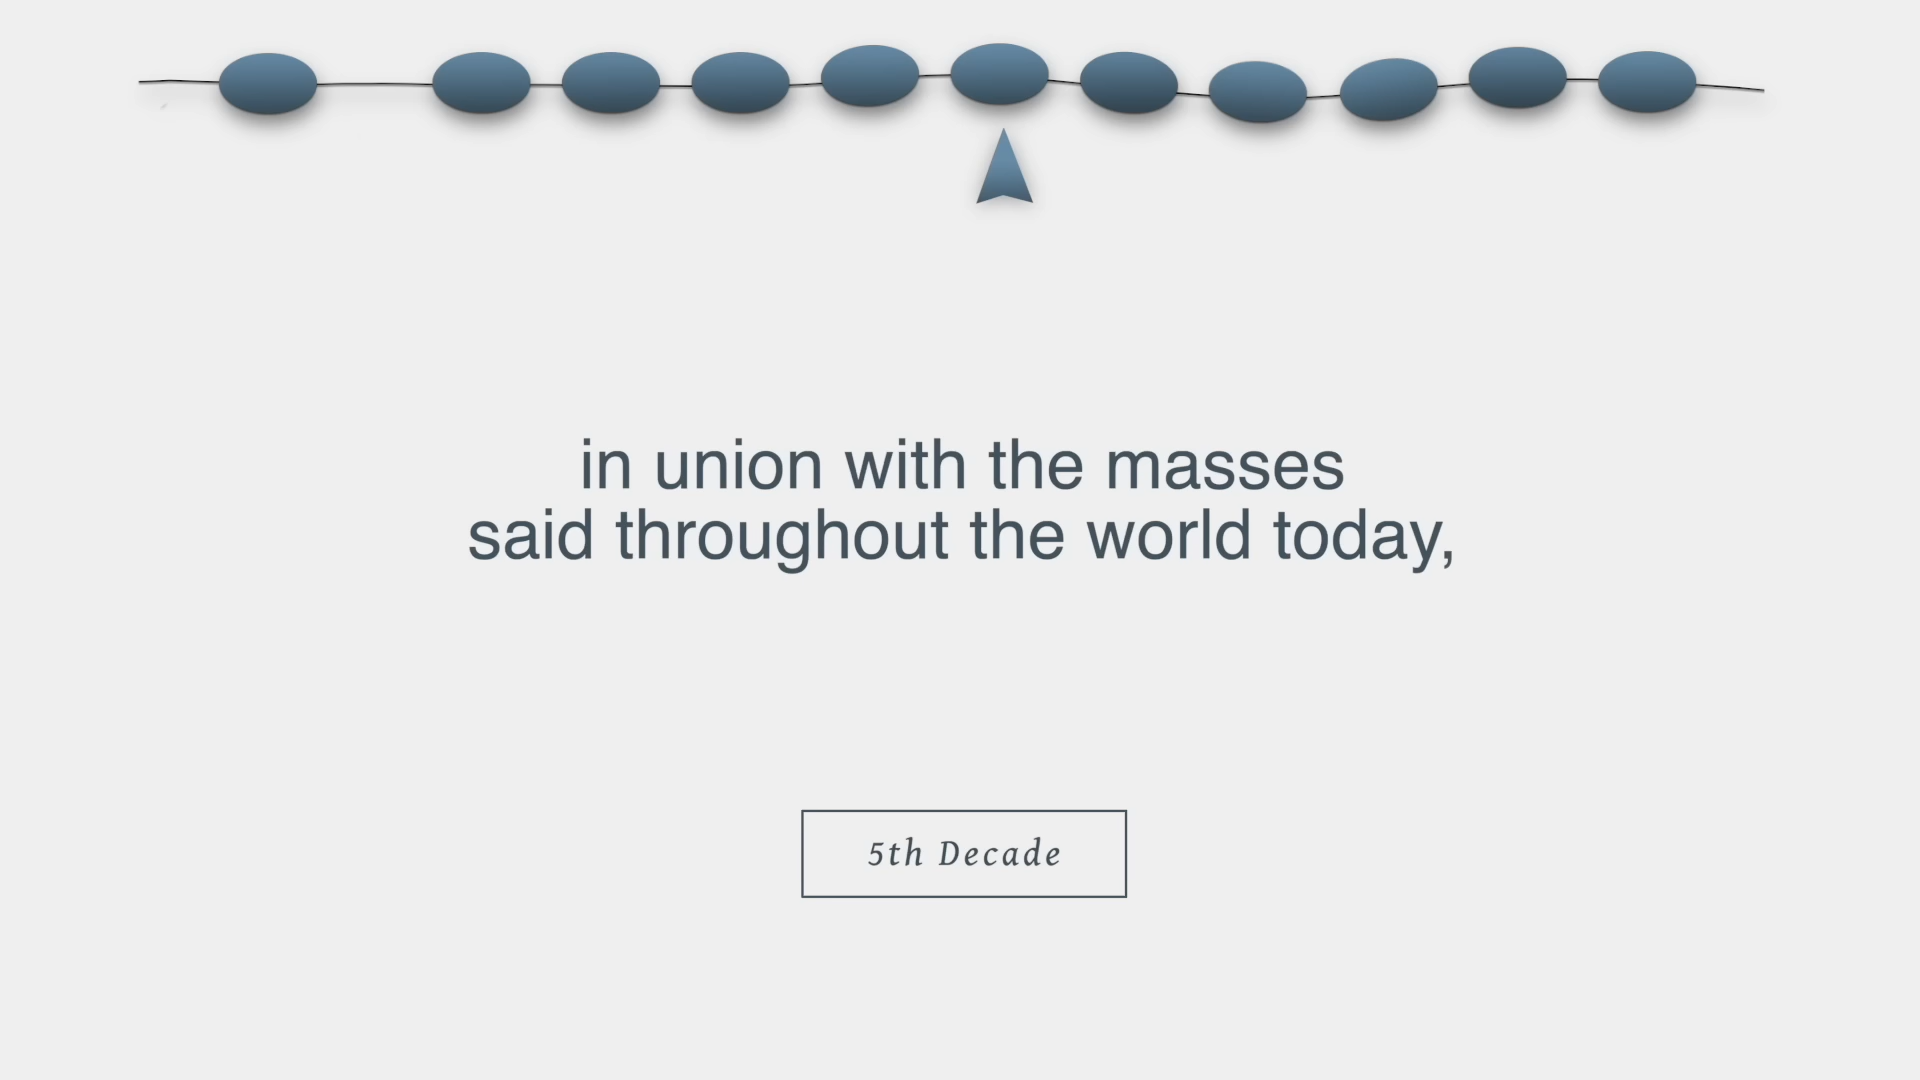 in union with the masses
said throughout the world today,
5th Decade